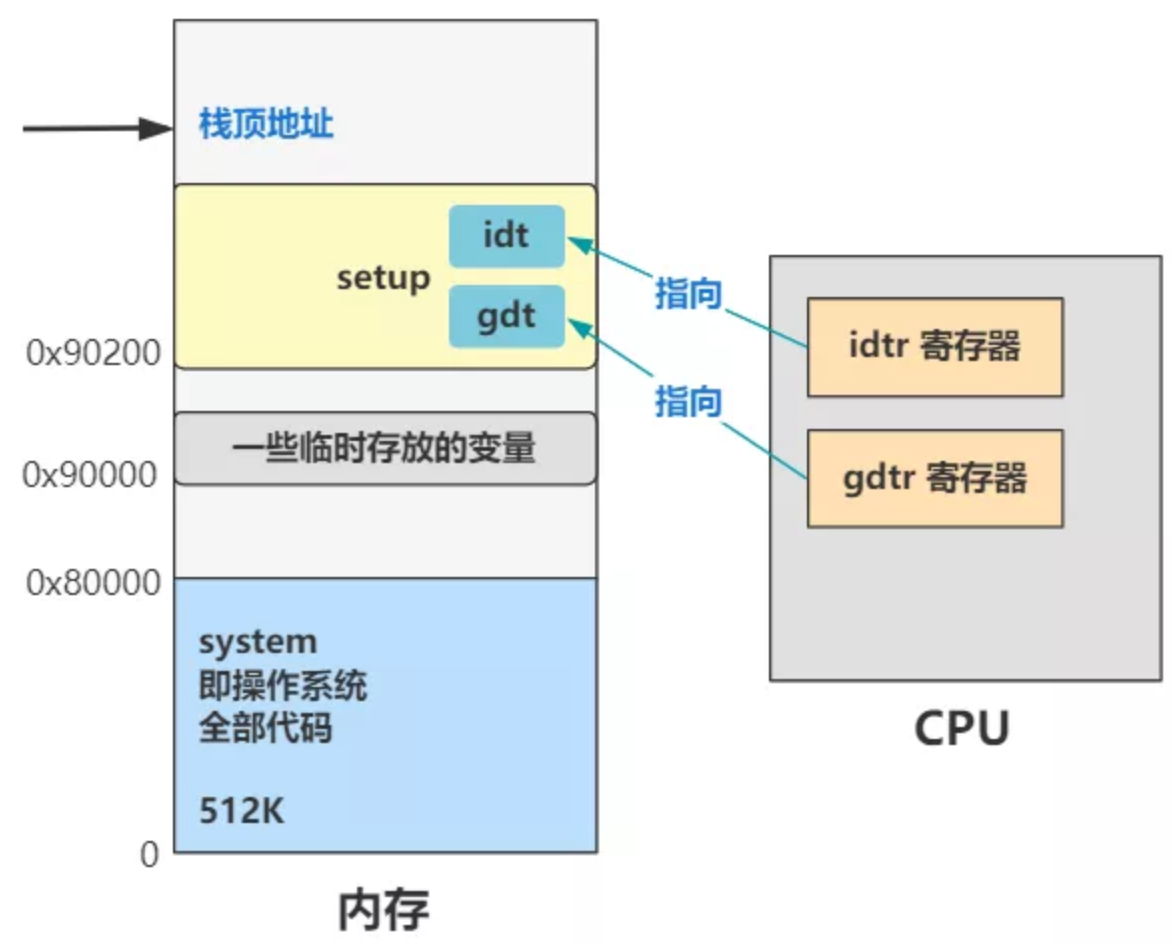 栈顶地址
idt
setup
gdt
0x90200
一些临时存放的变量
0x90000
0x80000
system
即操作系统
全部代码
512K
0
内存
指向
指向
idtr 寄存器
gdtr 寄存器
CPU